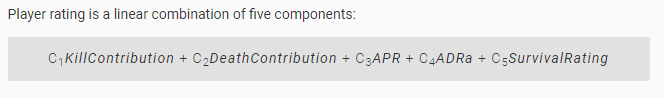 Player rating is a linear combination of five components:
C₁KillContribution + C₂DeathContribution + C₃APR + C₄ADRa + C₅SurvivalRating